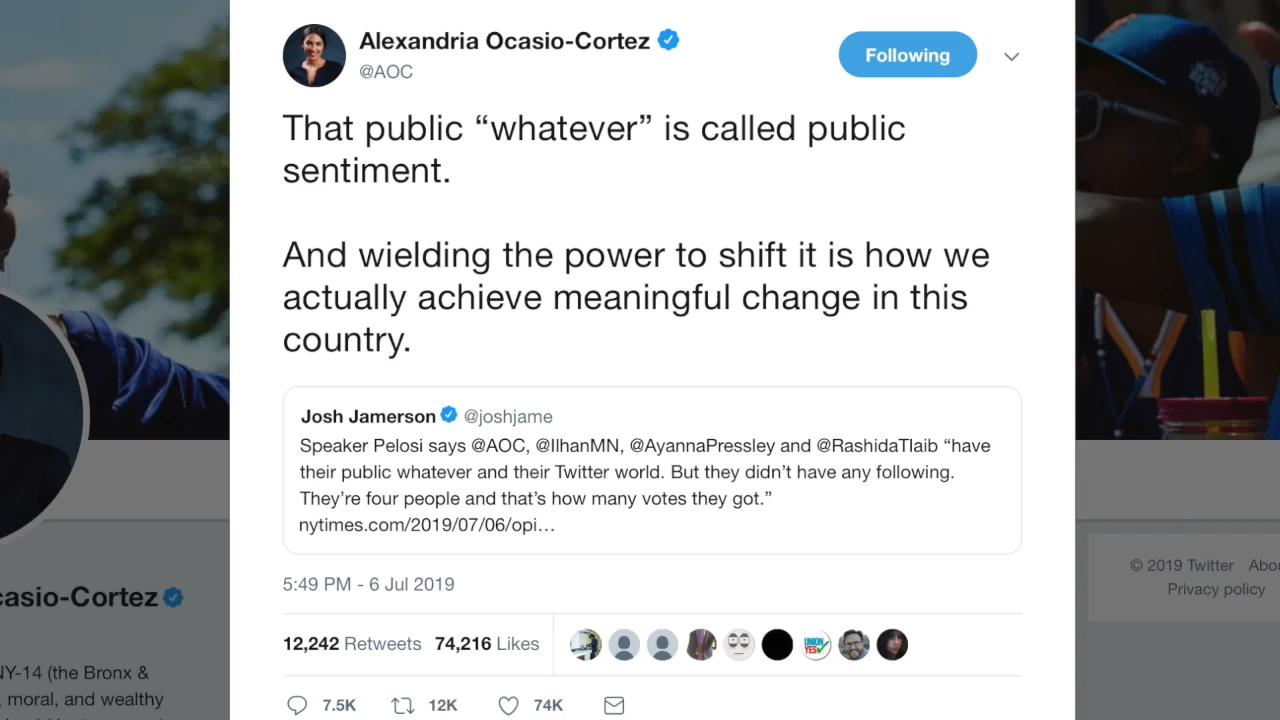 Alexandria Ocasio-Cortez
@AOC
Following
That public “whatever” is called public
sentiment.
And wielding the power to shift it is how we
actually achieve meaningful change in this
country.
Josh Jamerson @joshjame
Speaker Pelosi says @AOC, @IlhanMN, @AyannaPressley and @RashidaTlaib “have
their public whatever and their Twitter world. But they didn’t have any following.
They’re four people and that’s how many votes they got.”
nytimes.com/2019/07/06/opi…
5:49 PM - 6 Jul 2019
12,242 Retweets 74,216 Likes
UNION YES
7.5K 12K 74K
casio-Cortez
NY-14 (the Bronx &
, moral, and wealthy
© 2019 Twitter Abou
Privacy policy